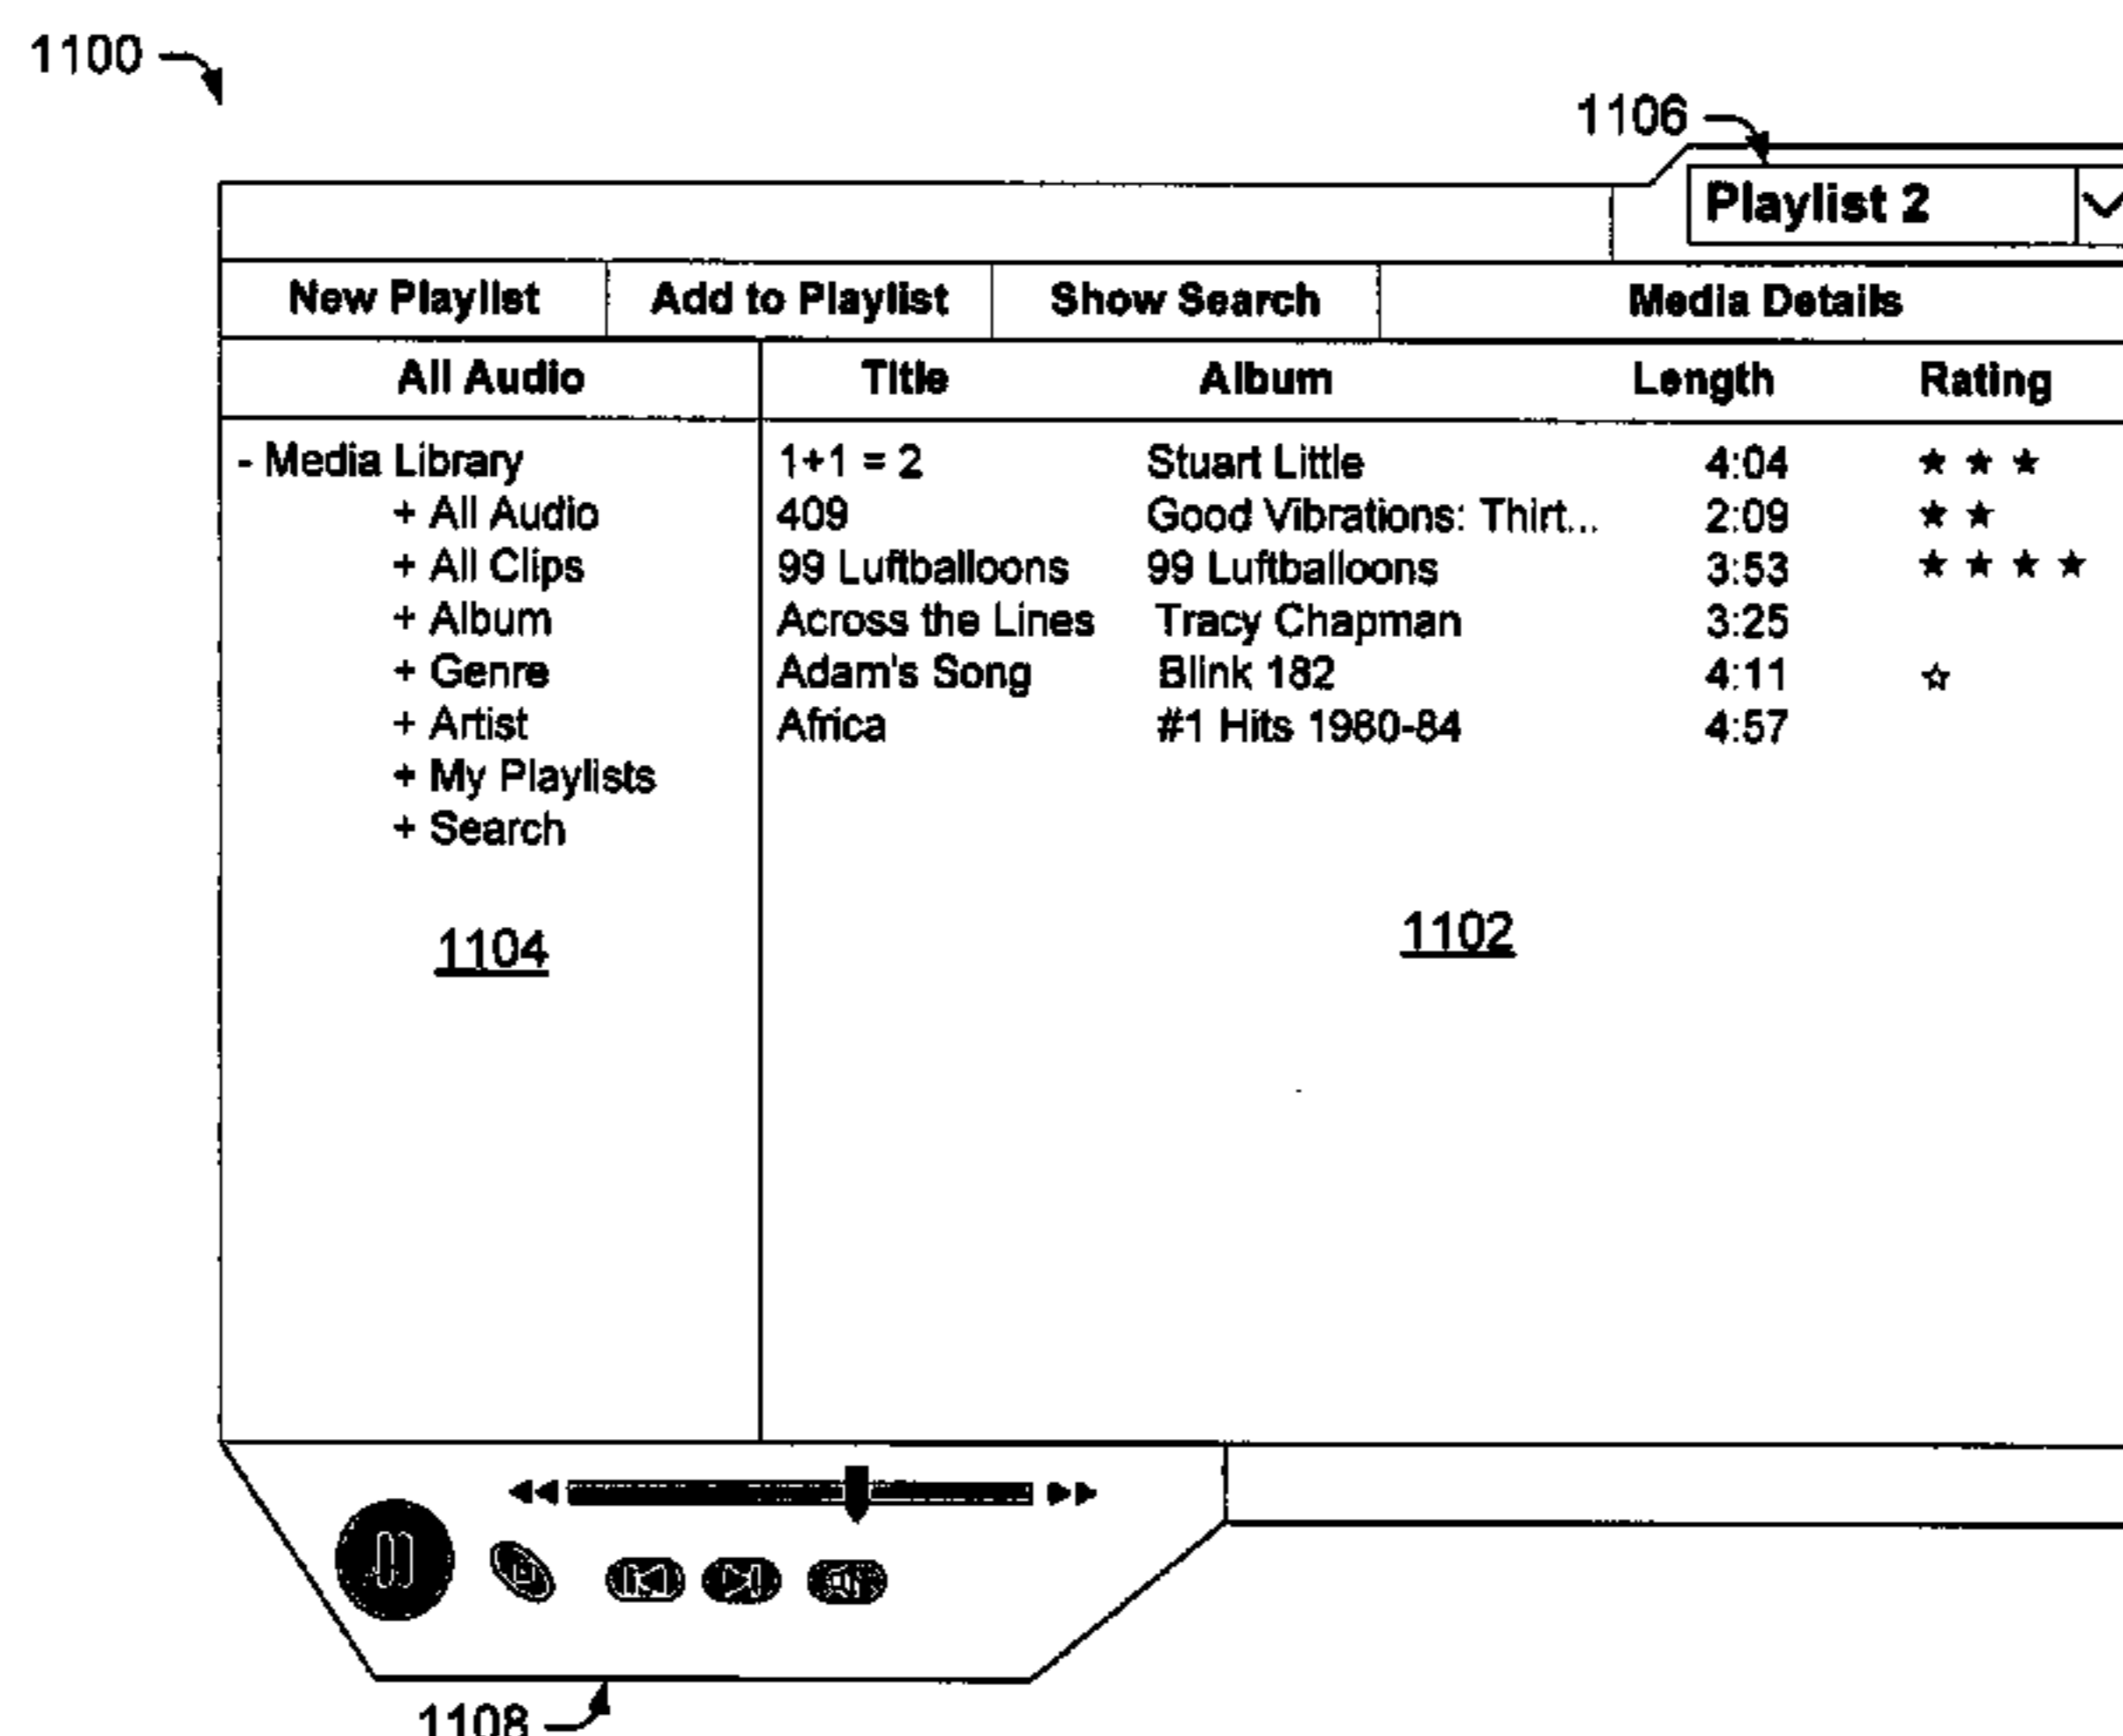 1100
1106
Playlist 2
New Playlist Add to Playlist Show Search Media Details
All Audio Title Album Length Rating
- Media Library 1+1 = 2 Stuart Little 4:04 ★ ★ ★
+ All Audio 409 Good Vibrations: Thirt... 2:09 ★ ★
+ All Clips 99 Luftballoons 99 Luftballoons 3:53 ★ ★ ★ ★
+ Album Across the Lines Tracy Chapman 3:25
+ Genre Adam's Song Blink 182 4:11 ☆
+ Artist Africa #1 Hits 1980-84 4:57
+ My Playlists
+ Search
1104 1102
1108